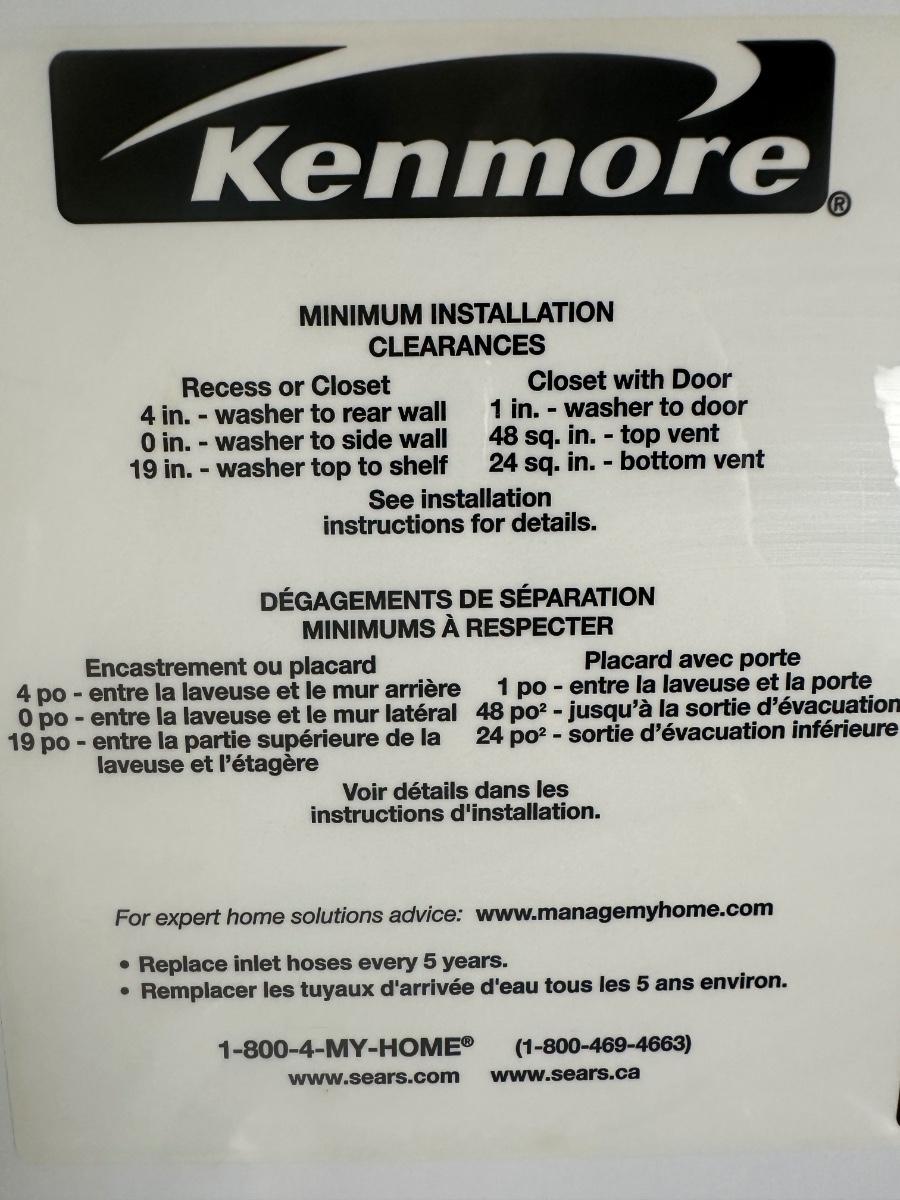 Kenmore®
MINIMUM INSTALLATION
CLEARANCES
Recess or Closet
4 in. - washer to rear wall
0 in. - washer to side wall
19 in. - washer top to shelf
Closet with Door
1 in. - washer to door
48 sq. in. - top vent
24 sq. in. - bottom vent
See installation
instructions for details.
DÉGAGEMENTS DE SÉPARATION
MINIMUMS À RESPECTER
Encastrement ou placard
4 po - entre la laveuse et le mur arrière
0 po - entre la laveuse et le mur latéral
19 po - entre la partie supérieure de la
laveuse et l'étagère
Placard avec porte
1 po - entre la laveuse et la porte
48 po² - jusqu'à la sortie d'évacuation
24 po² - sortie d'évacuation inférieure
Voir détails dans les
instructions d'installation.
For expert home solutions advice: www.managemyhome.com
• Replace inlet hoses every 5 years.
• Remplacer les tuyaux d'arrivée d'eau tous les 5 ans environ.
1-800-4-MY-HOME® (1-800-469-4663)
www.sears.com www.sears.ca